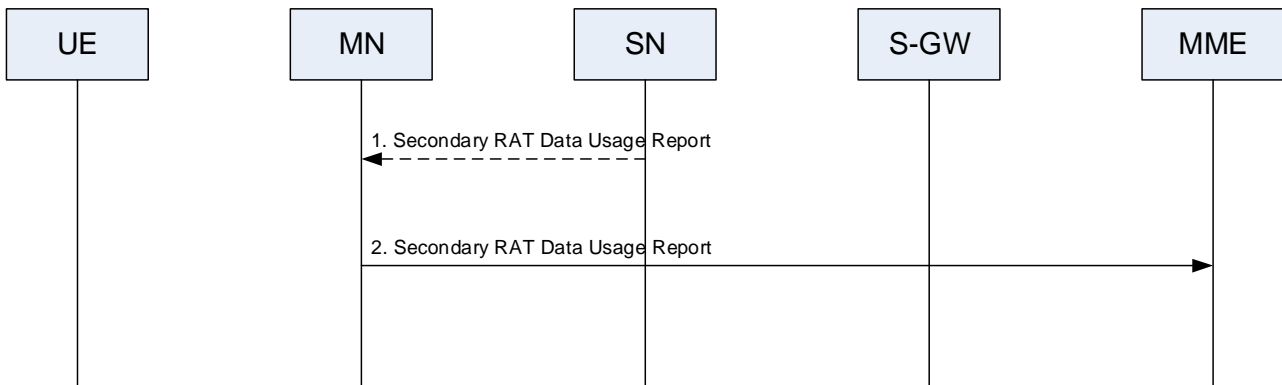 UE
MN
SN
S-GW
MME
1. Secondary RAT Data Usage Report
2. Secondary RAT Data Usage Report